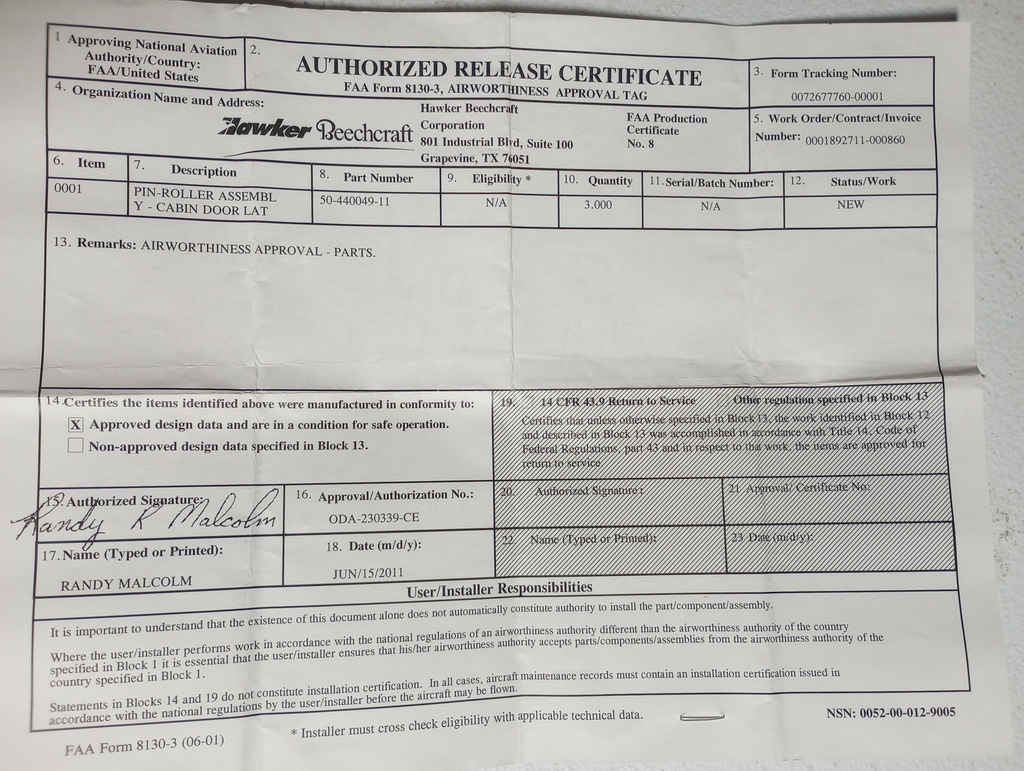 1 Approving National Aviation
Authority/Country:
FAA/United States
2.
AUTHORIZED RELEASE CERTIFICATE
FAA Form 8130-3, AIRWORTHINESS APPROVAL TAG
3. Form Tracking Number:
0072677760-00001
4. Organization Name and Address:
Hawker Beechcraft
Hawker Beechcraft
Corporation
801 Industrial Blvd, Suite 100
Grapevine, TX 76051
FAA Production
Certificate
No. 8
5. Work Order/Contract/Invoice
Number: 0001892711-000860
6. Item
7. Description
8. Part Number
9. Eligibility *
10. Quantity
11. Serial/Batch Number:
12. Status/Work
0001
PIN-ROLLER ASSEMBL
Y - CABIN DOOR LAT
50-440049-11
N/A
3.000
N/A
NEW
13. Remarks: AIRWORTHINESS APPROVAL - PARTS.
14. Certifies the items identified above were manufactured in conformity to:
X Approved design data and are in a condition for safe operation.
Non-approved design data specified in Block 13.
19. 14 CFR 43.9 Return to Service Other regulation specified in Block 13
Certifies that unless otherwise specified in Block 13, the work identified in Block 12
and described in Block 13 was accomplished in accordance with Title 14, Code of
Federal Regulations, part 43 and in respect to that work, the items are approved for
return to service.
15. Authorized Signature:
Randy R Malcolm
16. Approval/Authorization No.:
ODA-230339-CE
20. Authorized Signature:
21 Approval/ Certificate No:
17. Name (Typed or Printed):
RANDY MALCOLM
18. Date (m/d/y):
JUN/15/2011
22. Name (Typed or Printed):
23 Date (m/d/y):
User/Installer Responsibilities
It is important to understand that the existence of this document alone does not automatically constitute authority to install the part/component/assembly.
Where the user/installer performs work in accordance with the national regulations of an airworthiness authority different than the airworthiness authority of the country
specified in Block 1 it is essential that the user/installer ensures that his/her airworthiness authority accepts parts/components/assemblies from the airworthiness authority of the
country specified in Block 1.
Statements in Blocks 14 and 19 do not constitute installation certification. In all cases, aircraft maintenance records must contain an installation certification issued in
accordance with the national regulations by the user/installer before the aircraft may be flown.
FAA Form 8130-3 (06-01)
* Installer must cross check eligibility with applicable technical data.
NSN: 0052-00-012-9005